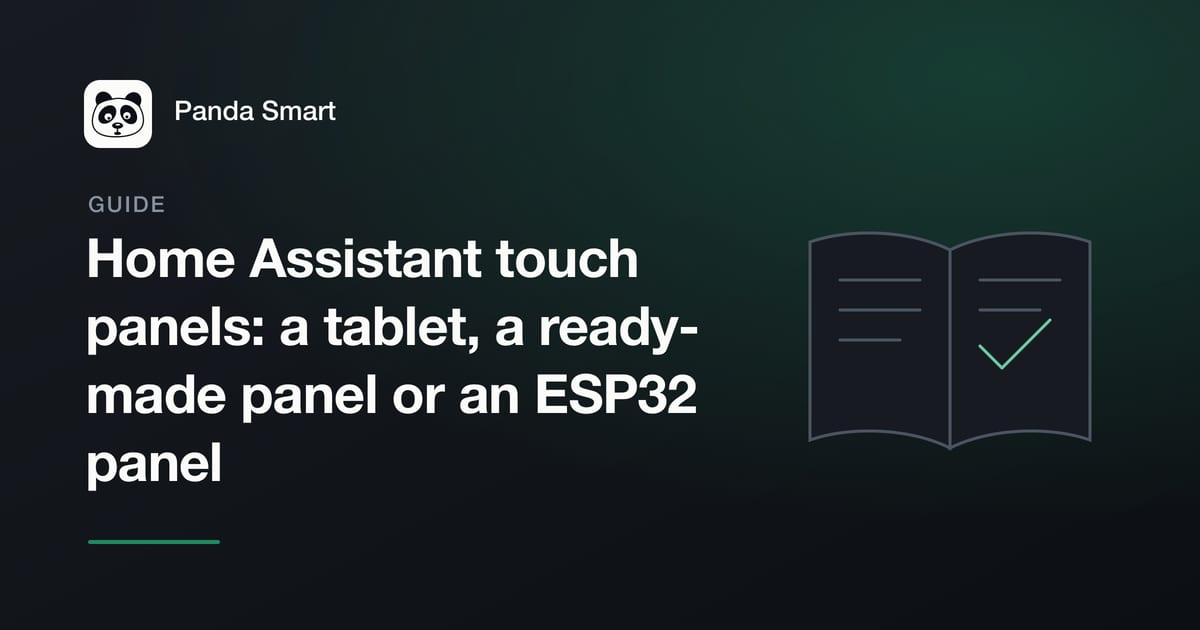 Panda Smart
GUIDE
Home Assistant touch
panels: a tablet, a ready-
made panel or an ESP32
panel